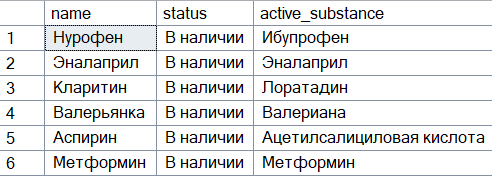 name status active_substance
1 Нурофен В наличии Ибупрофен
2 Эналаприл В наличии Эналаприл
3 Кларитин В наличии Лоратадин
4 Валерьянка В наличии Валериана
5 Аспирин В наличии Ацетилсалициловая кислота
6 Метформин В наличии Метформин